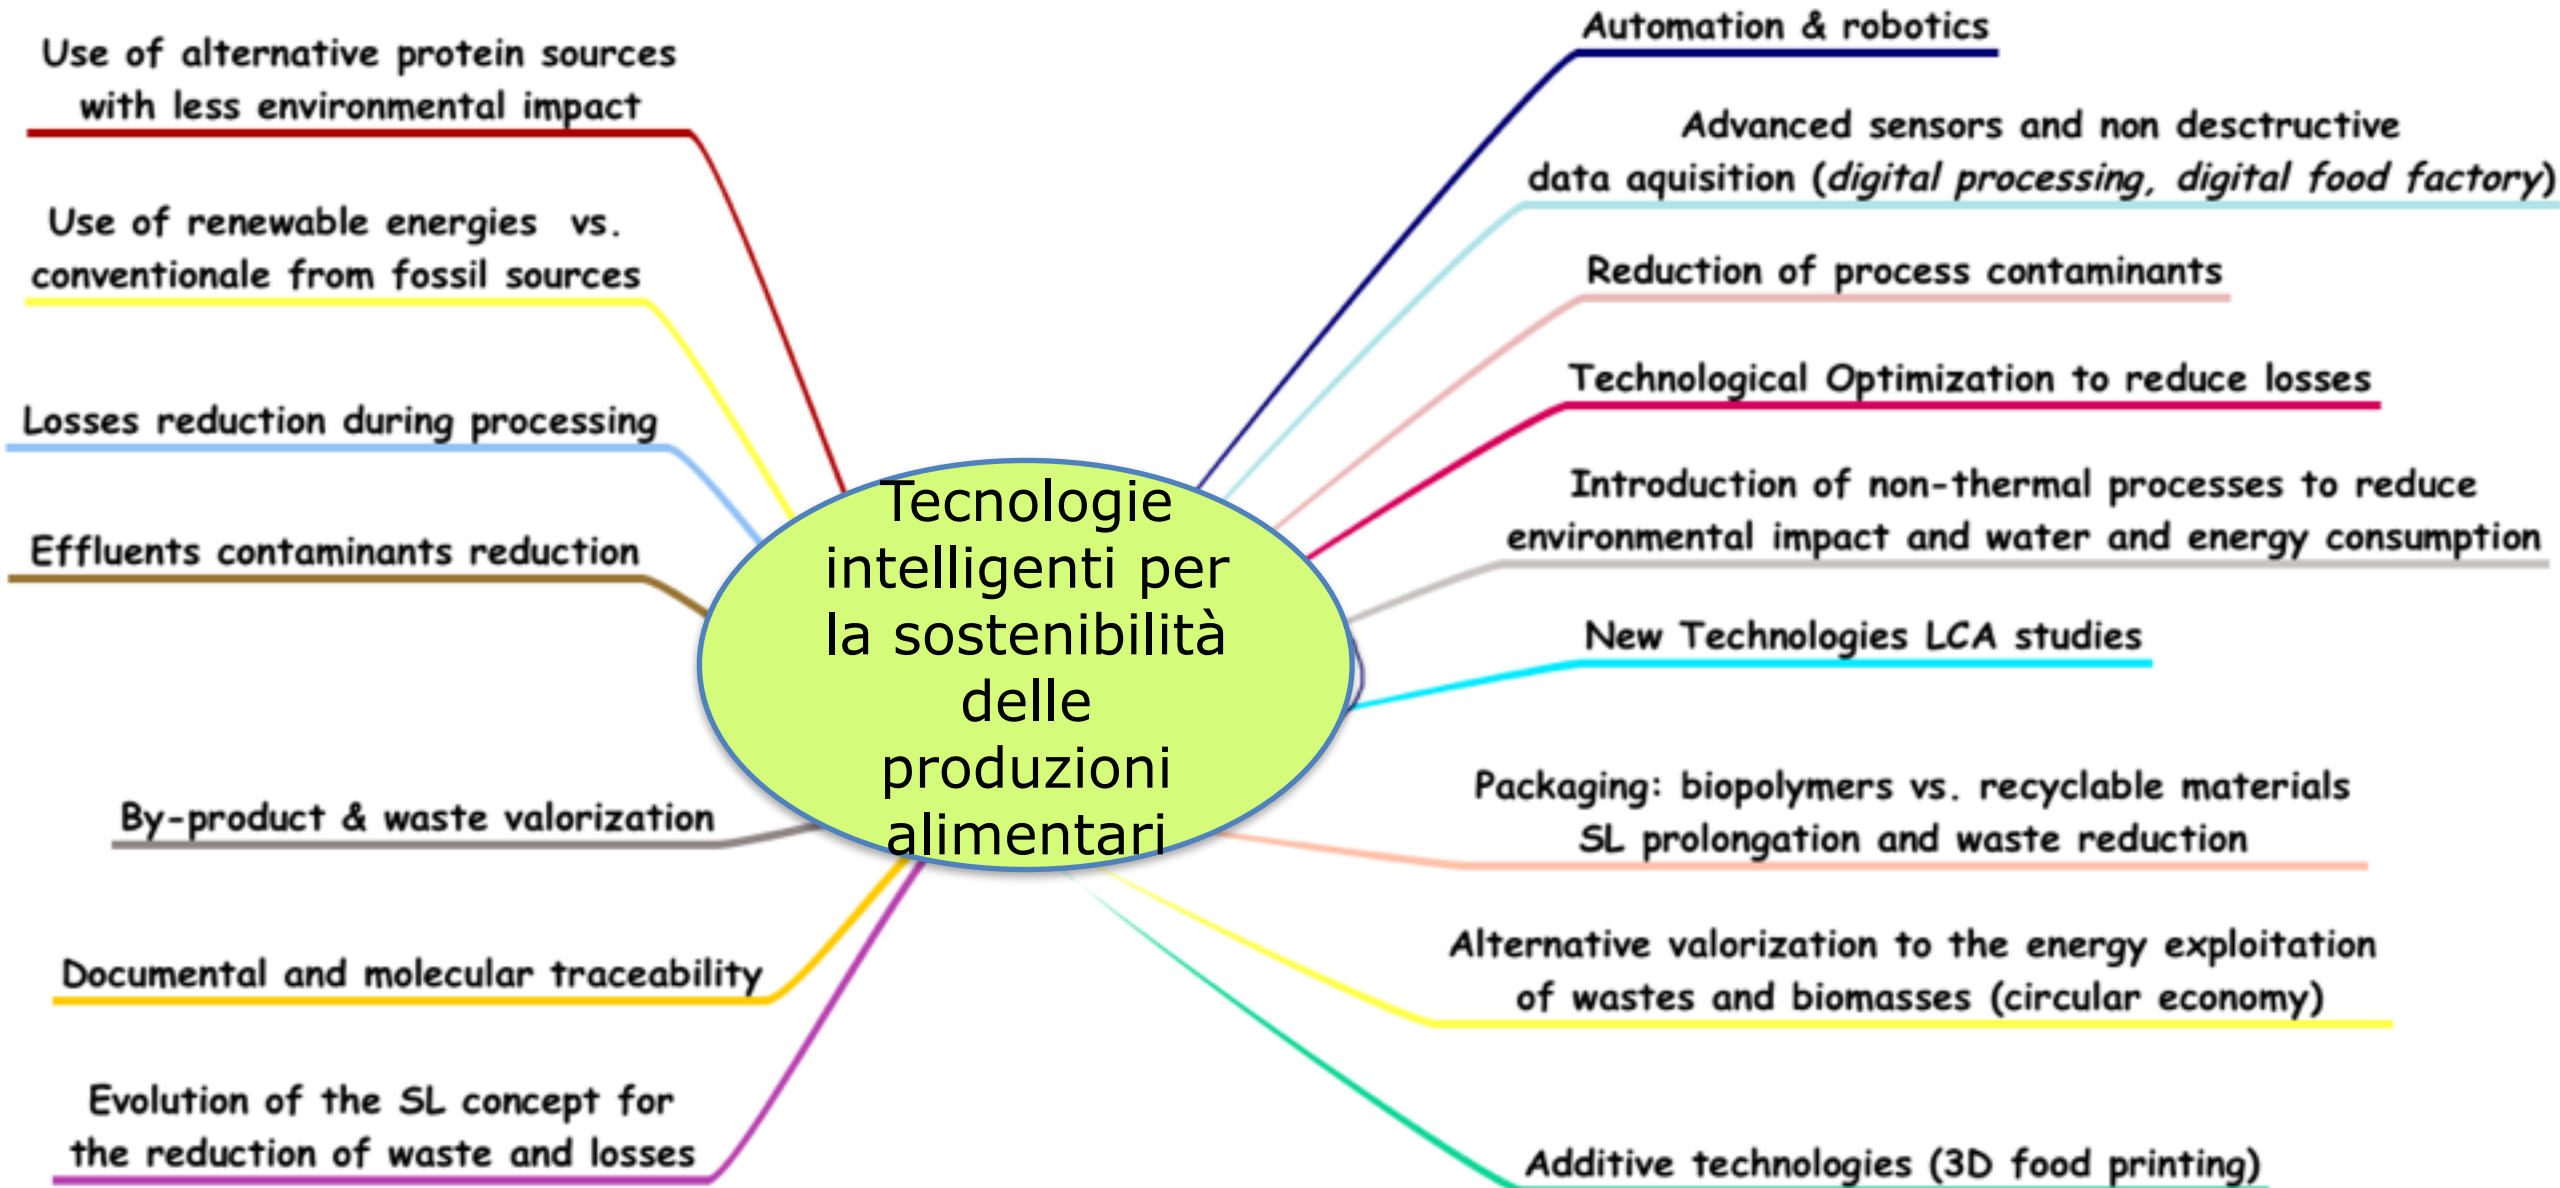 Use of alternative protein sources
with less environmental impact
Use of renewable energies vs.
conventionale from fossil sources
Losses reduction during processing
Effluents contaminants reduction
By-product & waste valorization
Documental and molecular traceability
Evolution of the SL concept for
the reduction of waste and losses
Tecnologie
intelligenti per
la sostenibilità
delle
produzioni
alimentari
Automation & robotics
Advanced sensors and non desctructive
data aquisition (digital processing, digital food factory)
Reduction of process contaminants
Technological Optimization to reduce losses
Introduction of non-thermal processes to reduce
environmental impact and water and energy consumption
New Technologies LCA studies
Packaging: biopolymers vs. recyclable materials
SL prolongation and waste reduction
Alternative valorization to the energy exploitation
of wastes and biomasses (circular economy)
Additive technologies (3D food printing)